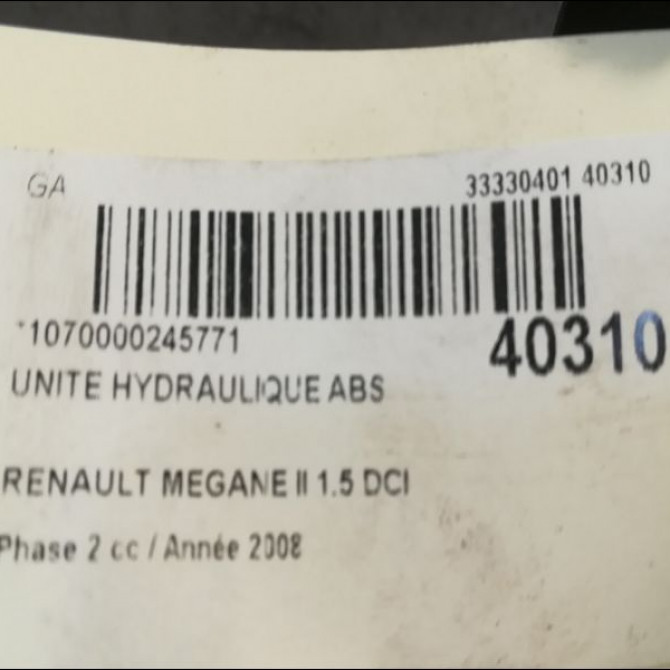 GA
33330401 40310
*1070000245771
40310
UNITE HYDRAULIQUE ABS
RENAULT MEGANE II 1.5 DCI
Phase 2 cc / Année 2008